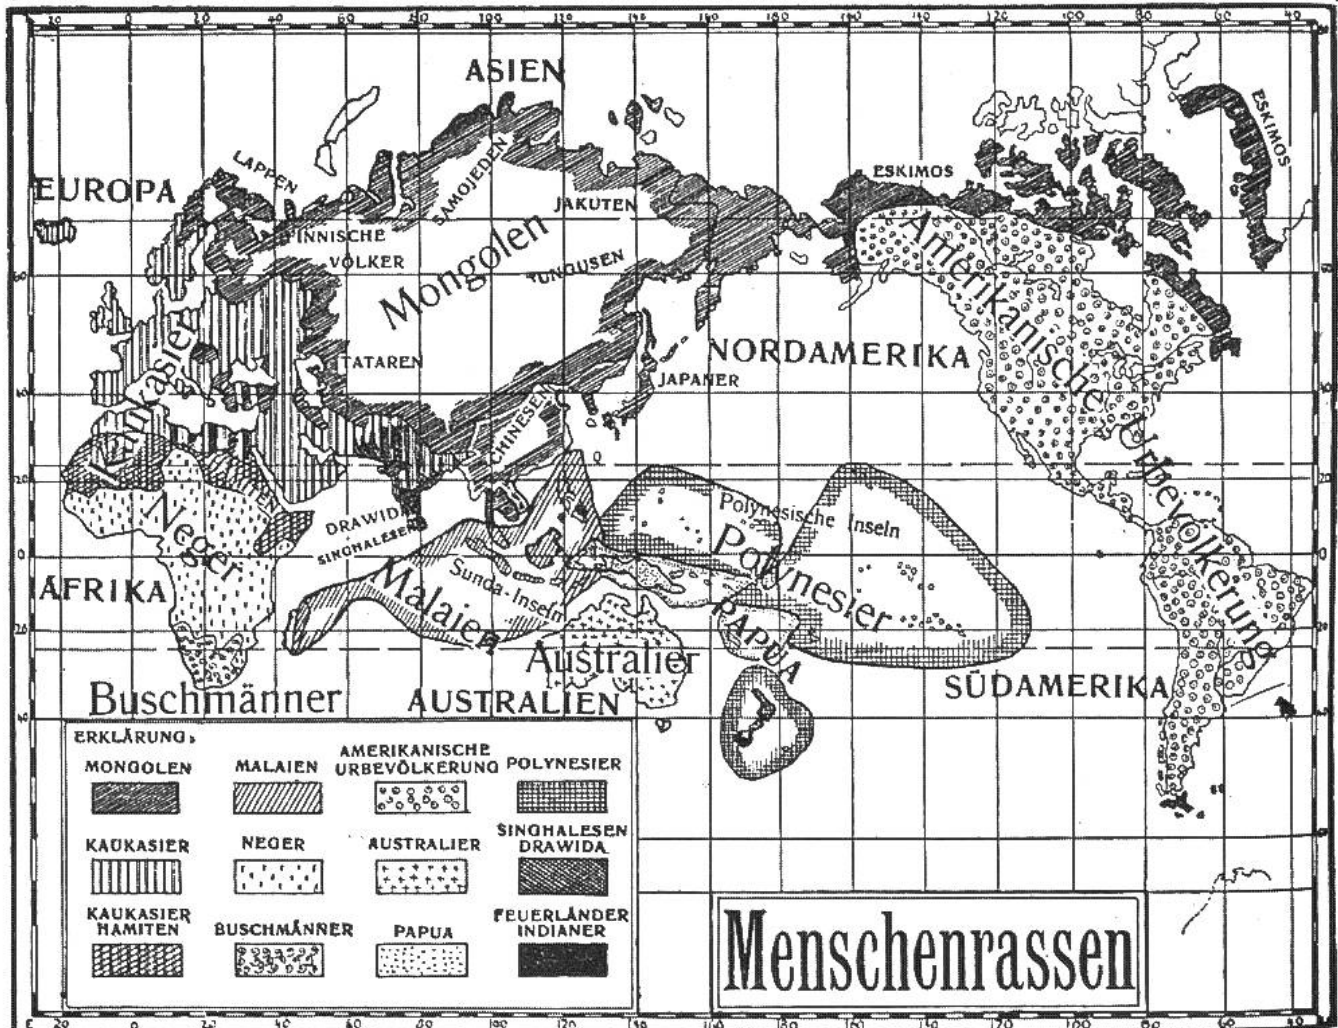 ASIEN
EUROPA
LAPPEN
SAMOJEDEN
ESKIMOS
ESKIMOS
JAKUTEN
INNISCHE
VÖLKER
Mongolen
TUNGUSEN
Kaukasier
TATAREN
NORDAMERIKA
JAPANER
CHINESEN
Amerikanische Urbevölkerung
Neger
DRAWIDA
SINGHALESEN
Polynesische Inseln
Polynesier
AFRIKA
Malaien
Sunda-Inseln
PAPUA
Australier
Buschmänner
AUSTRALIEN
SÜDAMERIKA
ERKLÄRUNG:
MONGOLEN
MALAIEN
AMERIKANISCHE
URBEVÖLKERUNG
POLYNESIER
KAUKASIER
NEGER
AUSTRALIER
SINGHALESEN
DRAWIDA
KAUKASIER
HAMITEN
BUSCHMÄNNER
PAPUA
FEUERLÄNDER
INDIANER
Menschenrassen